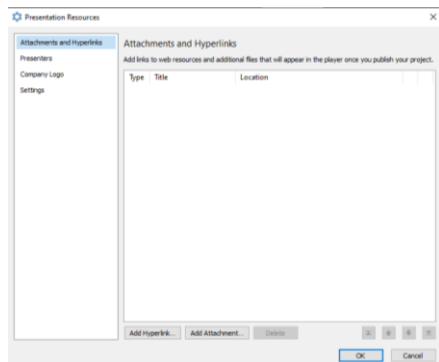 Presentation Resources
Attachments and Hyperlinks
Presenters
Company Logo
Settings
Attachments and Hyperlinks
Add links to web resources and additional files that will appear in the player once you publish your project.
Type Title Location
Add Hyperlink... Add Attachment... Delete
OK Cancel